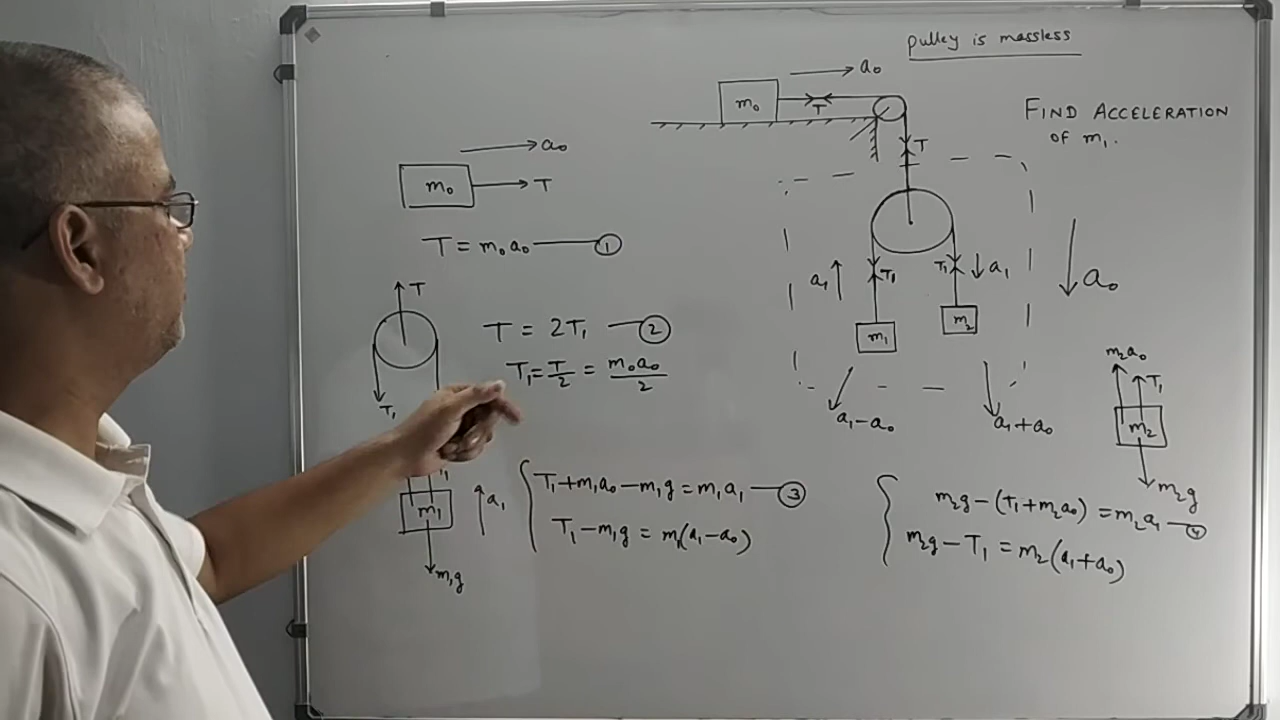 pulley is massless
FIND ACCELERATION
OF m₁.
a₀
m₀
T
T
a₀
m₀
T
T = m₀a₀ ——— ①
T
T₁
T = 2T₁ — ②
T₁ = T/2 = m₀a₀/2
a₁
T₁
T₁
a₁
a₀
m₁
m₂
a₁-a₀
a₁+a₀
m₂a₀
T₁
m₂
m₂g
m₁
a₁
m₁g
T₁+m₁a₀-m₁g = m₁a₁ — ③
T₁-m₁g = m₁(a₁-a₀)
m₂g-(T₁+m₂a₀) = m₂a₁ — ④
m₂g-T₁ = m₂(a₁+a₀)